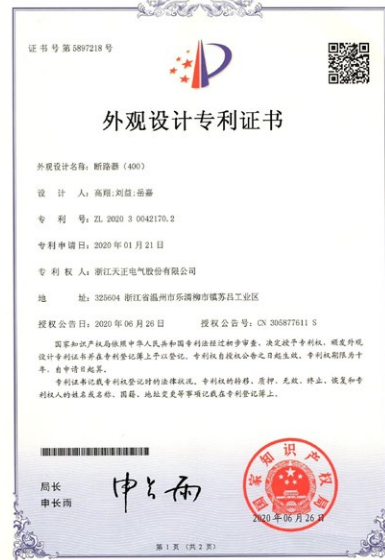 证书号第5897218号
外观设计专利证书
外观设计名称：断路器（400）
设 计 人：高翔;刘益;岳嘉
专 利 号：ZL 2020 3 0042170.2
专利申请日：2020年01月21日
专 利 权 人：浙江天正电气股份有限公司
地 址：325604 浙江省温州市乐清柳市镇苏吕工业区
授权公告日：2020年06月26日 授权公告号：CN 305877611 S
国家知识产权局依照中华人民共和国专利法经过初步审查，决定授予专利权，颁发外观
设计专利证书并在专利登记簿上予以登记。专利权自授权公告之日起生效。专利权期限为十
年，自申请日起算。
专利证书记载专利权登记时的法律状况。专利权的转移、质押、无效、终止、恢复和专
利权人的姓名或名称、国籍、地址变更等事项记载在专利登记簿上。
局长
申长雨
申长雨
国家知识产权局
2020年06月26日
第1页（共2页）